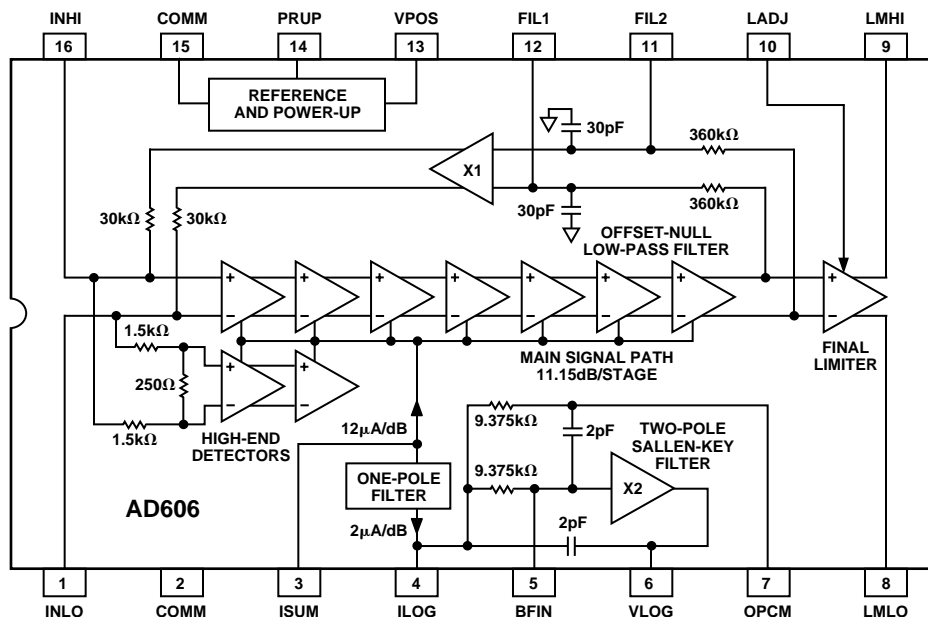 INHI COMM PRUP VPOS FIL1 FIL2 LADJ LMHI
16 15 14 13 12 11 10 9
REFERENCE
AND POWER-UP
30pF
360kΩ
X1
30kΩ
30kΩ
30pF
360kΩ
OFFSET-NULL
LOW-PASS FILTER
+ + + + + + + +
– – – – – – – –
1.5kΩ
250Ω
1.5kΩ
+ +
– –
HIGH-END
DETECTORS
MAIN SIGNAL PATH
11.15dB/STAGE
FINAL
LIMITER
12µA/dB
ONE-POLE
FILTER
2µA/dB
9.375kΩ
9.375kΩ
2pF
TWO-POLE
SALLEN-KEY
FILTER
X2
2pF
AD606
1 2 3 4 5 6 7 8
INLO COMM ISUM ILOG BFIN VLOG OPCM LMLO